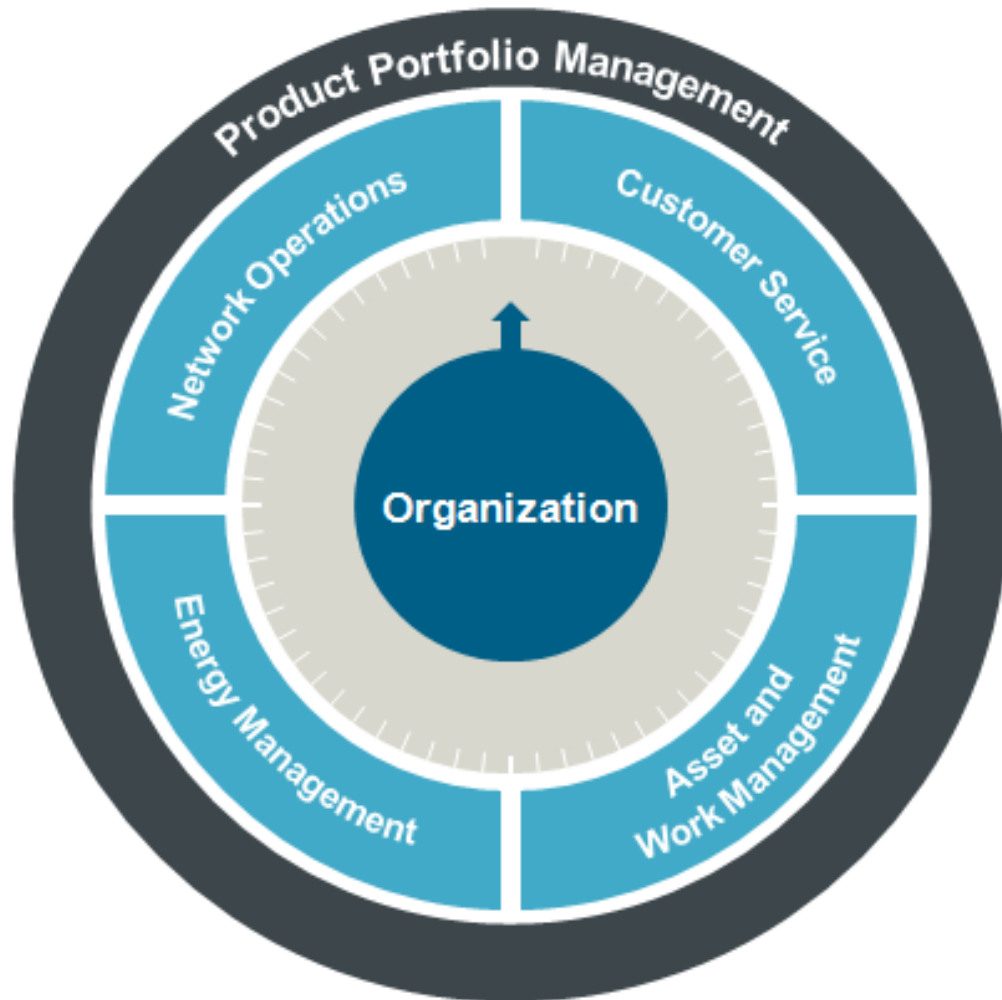 Product Portfolio Management
Network Operations
Customer Service
Organization
Energy Management
Asset and
Work Management